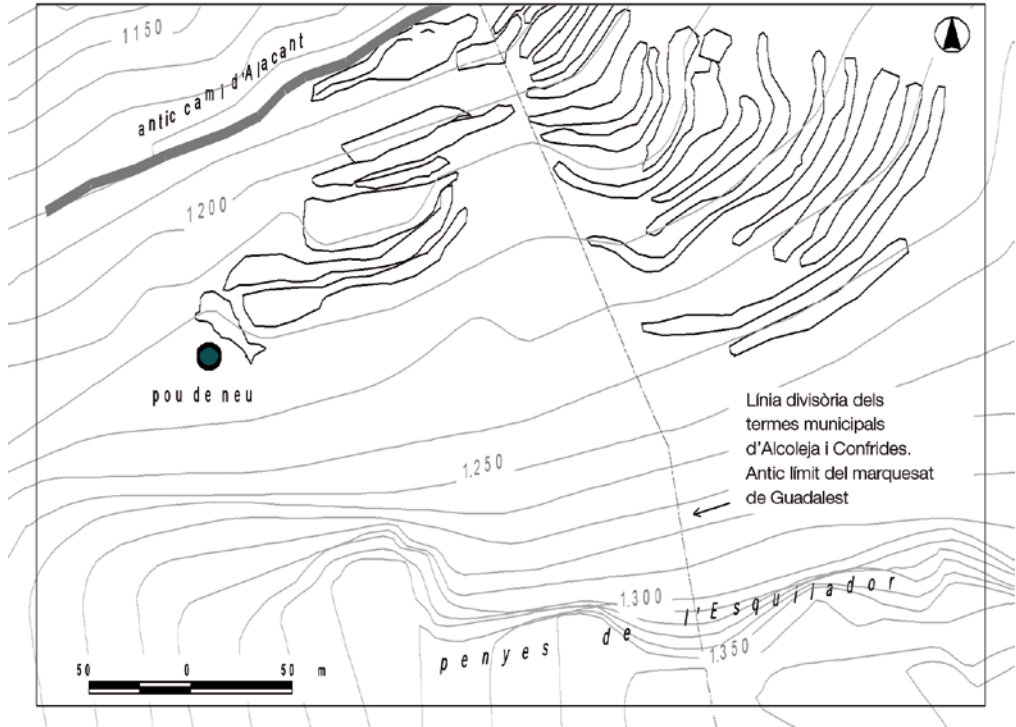 1150
antic camí d'Alacant
1200
pou de neu
Línia divisòria dels
termes municipals
d'Alcoleja i Confrides.
Antic límit del marquesat
de Guadalest
1.250
1.300
penyes de l'Esquilador
1.350
50 0 50 m